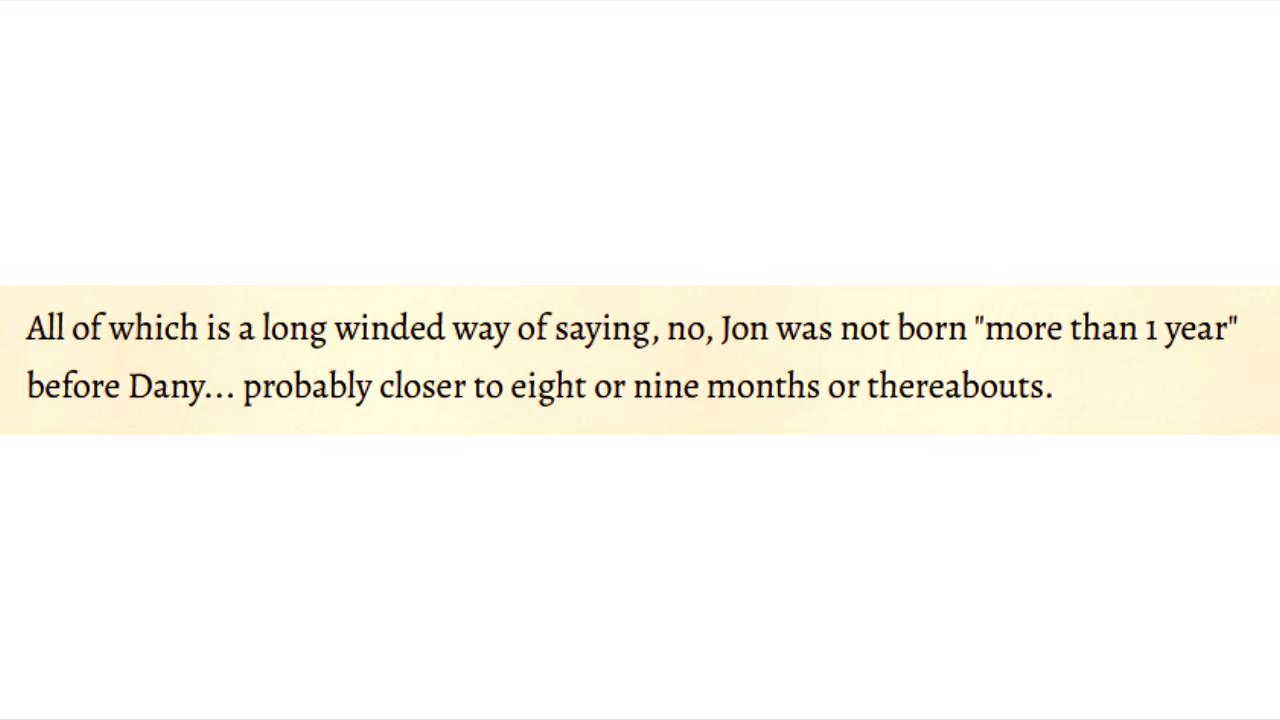 All of which is a long winded way of saying, no, Jon was not born "more than 1 year"
before Dany... probably closer to eight or nine months or thereabouts.